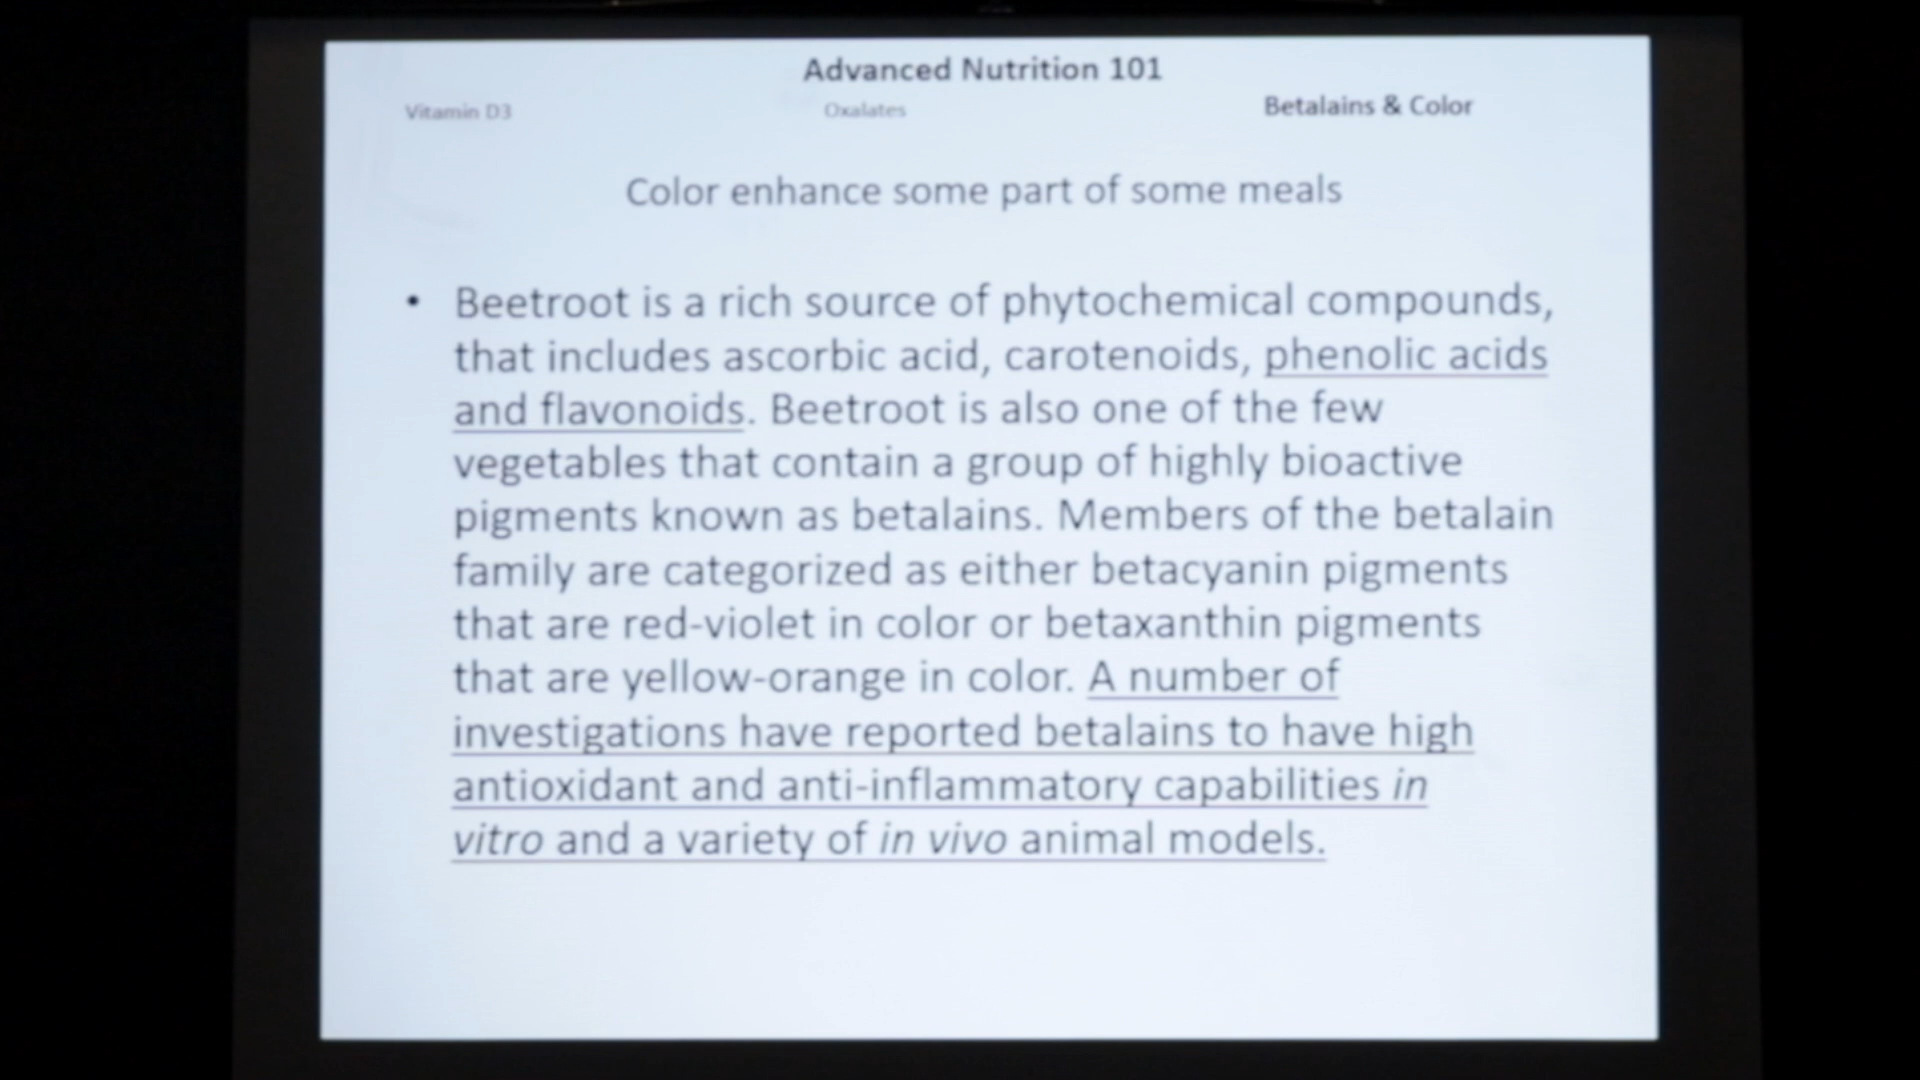 Advanced Nutrition 101
Vitamin D3 Oxalates Betalains & Color
Color enhance some part of some meals
• Beetroot is a rich source of phytochemical compounds,
that includes ascorbic acid, carotenoids, phenolic acids
and flavonoids. Beetroot is also one of the few
vegetables that contain a group of highly bioactive
pigments known as betalains. Members of the betalain
family are categorized as either betacyanin pigments
that are red-violet in color or betaxanthin pigments
that are yellow-orange in color. A number of
investigations have reported betalains to have high
antioxidant and anti-inflammatory capabilities in
vitro and a variety of in vivo animal models.